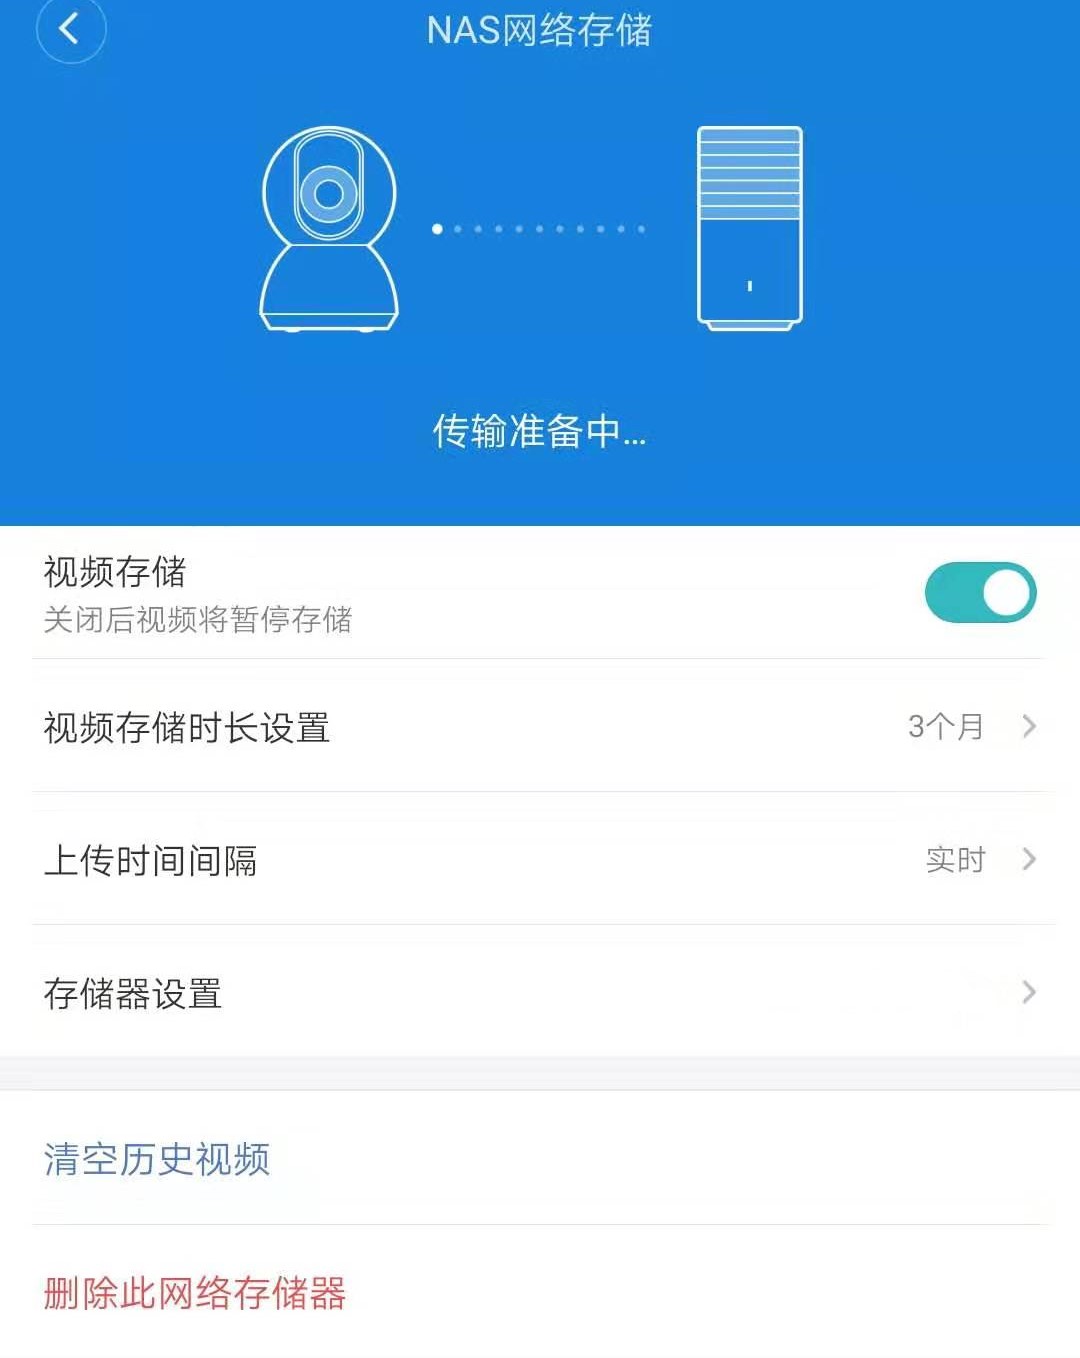 NAS网络存储
传输准备中...
视频存储
关闭后视频将暂停存储
视频存储时长设置
3个月
上传时间间隔
实时
存储器设置
清空历史视频
删除此网络存储器